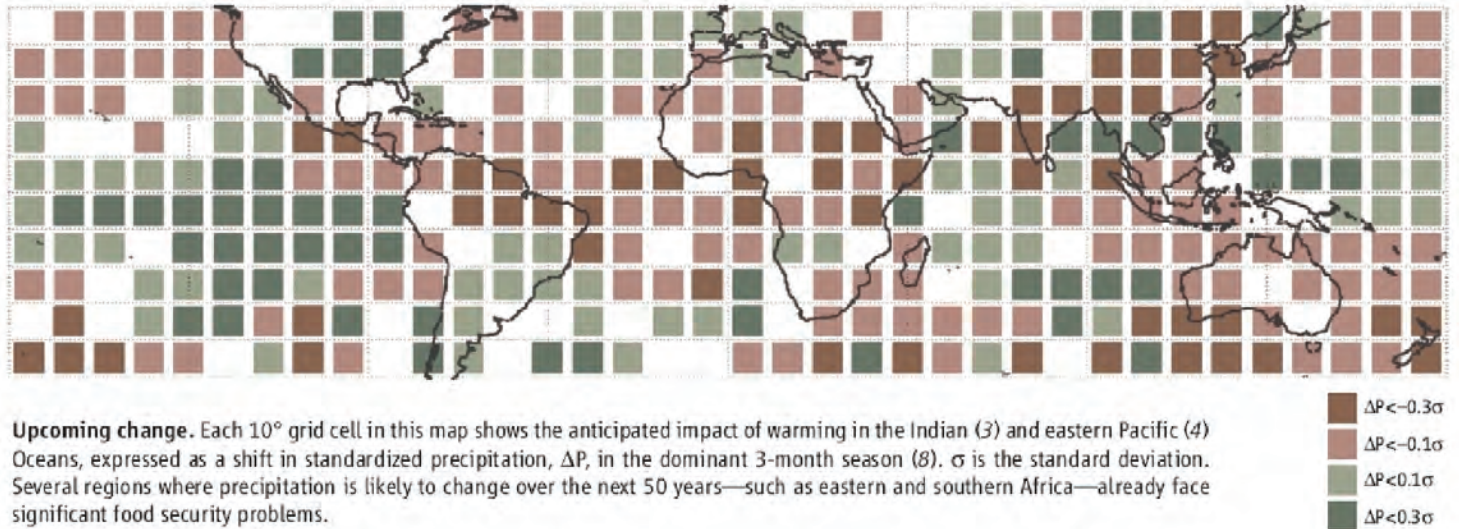 Upcoming change. Each 10° grid cell in this map shows the anticipated impact of warming in the Indian (3) and eastern Pacific (4)
Oceans, expressed as a shift in standardized precipitation, ΔP, in the dominant 3-month season (8). σ is the standard deviation.
Several regions where precipitation is likely to change over the next 50 years—such as eastern and southern Africa—already face
significant food security problems.
ΔP<−0.3σ
ΔP<−0.1σ
ΔP<0.1σ
ΔP<0.3σ